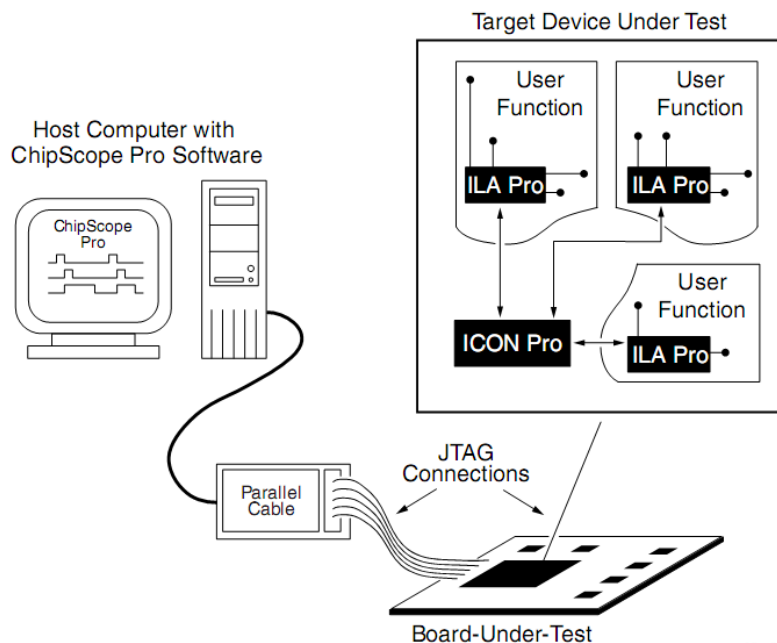 Target Device Under Test
User
Function
User
Function
ILA Pro
ILA Pro
User
Function
ICON Pro
ILA Pro
Host Computer with
ChipScope Pro Software
ChipScope
Pro
JTAG
Connections
Parallel
Cable
Board-Under-Test